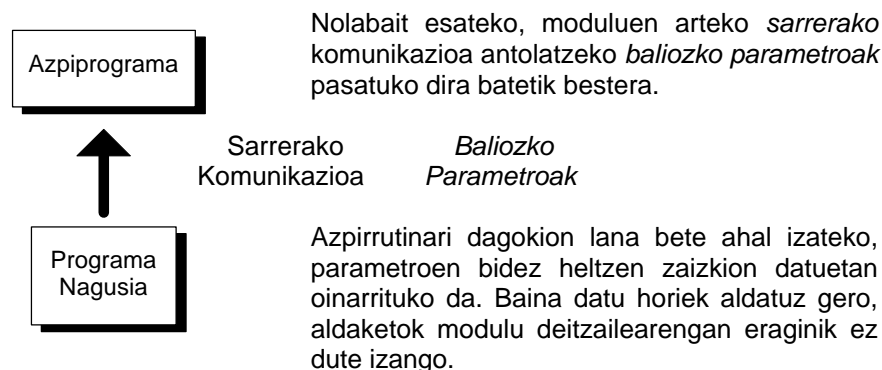 Nolabait esateko, moduluen arteko sarrerako
komunikazioa antolatzeko baliozko parametroak
pasatuko dira batetik bestera.
Azpiprograma
Sarrerako
Komunikazioa
Baliozko
Parametroak
Programa
Nagusia
Azpirrutinari dagokion lana bete ahal izateko,
parametroen bidez heltzen zaizkion datuetan
oinarrituko da. Baina datu horiek aldatuz gero,
aldaketok modulu deitzailearengan eraginik ez
dute izango.